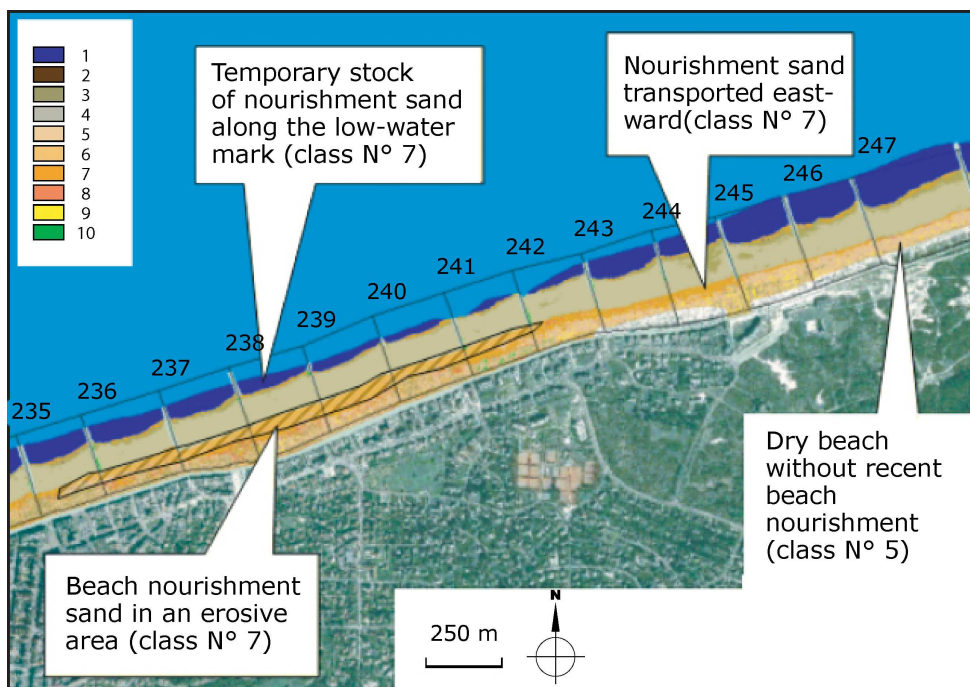 1
2
3
4
5
6
7
8
9
10
Temporary stock
of nourishment sand
along the low-water
mark (class N° 7)
Nourishment sand
transported east-
ward(class N° 7)
235
236
237
238
239
240
241
242
243
244
245
246
247
Dry beach
without recent
beach
nourishment
(class N° 5)
Beach nourishment
sand in an erosive
area (class N° 7)
250 m
N